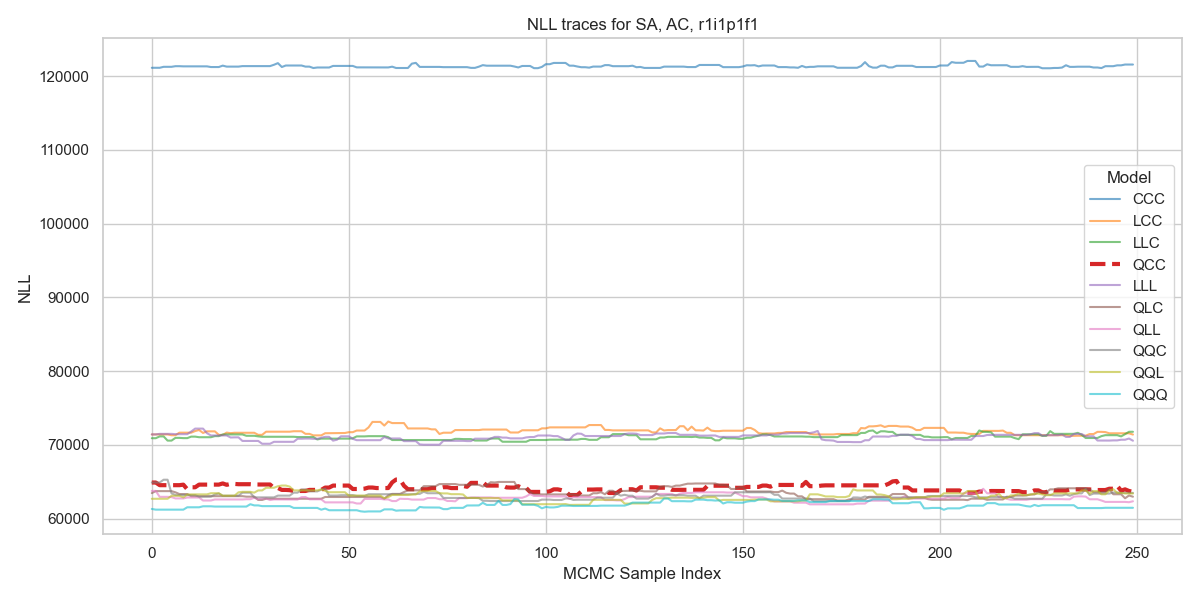 NLL traces for SA, AC, r1i1p1f1
120000
110000
100000
90000
80000
70000
60000
NLL
0
50
100
150
200
250
MCMC Sample Index
Model
CCC
LCC
LLC
QCC
LLL
QLC
QLL
QQC
QQL
QQQ